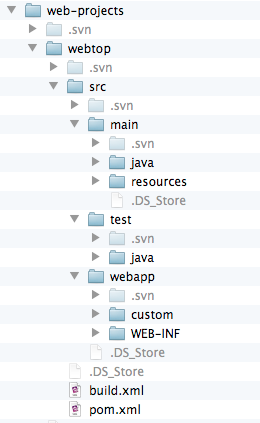 web-projects
.svn
webtop
.svn
src
.svn
main
.svn
java
resources
.DS_Store
test
.svn
java
webapp
.svn
custom
WEB-INF
.DS_Store
.DS_Store
build.xml
pom.xml